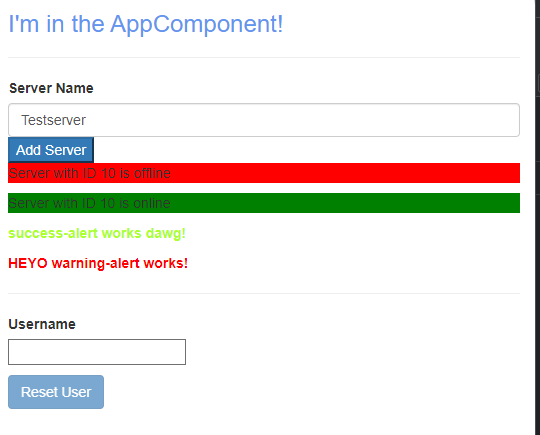 I'm in the AppComponent!
Server Name
Testserver
Add Server
Server with ID 10 is offline
Server with ID 10 is online
success-alert works dawg!
HEYO warning-alert works!
Username
Reset User